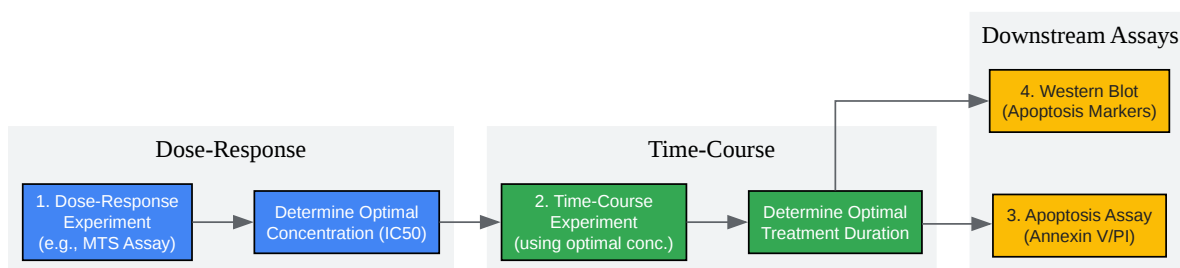 Dose-Response
1. Dose-Response
Experiment
(e.g., MTS Assay)
Determine Optimal
Concentration (IC50)
Time-Course
2. Time-Course
Experiment
(using optimal conc.)
Determine Optimal
Treatment Duration
Downstream Assays
4. Western Blot
(Apoptosis Markers)
3. Apoptosis Assay
(Annexin V/PI)